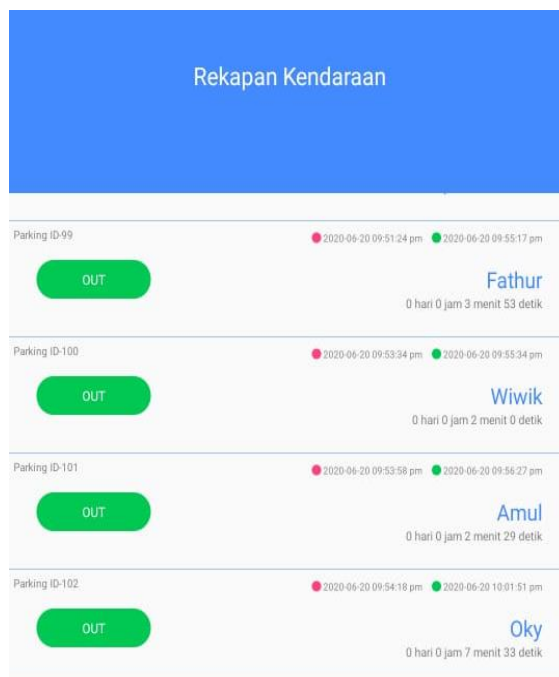 Rekapan Kendaraan
Parking ID-99
2020-06-20 09:51:24 pm 2020-06-20 09:55:17 pm
OUT
Fathur
0 hari 0 jam 3 menit 53 detik
Parking ID-100
2020-06-20 09:53:34 pm 2020-06-20 09:55:34 pm
OUT
Wiwik
0 hari 0 jam 2 menit 0 detik
Parking ID-101
2020-06-20 09:53:58 pm 2020-06-20 09:56:27 pm
OUT
Amul
0 hari 0 jam 2 menit 29 detik
Parking ID-102
2020-06-20 09:54:18 pm 2020-06-20 10:01:51 pm
OUT
Oky
0 hari 0 jam 7 menit 33 detik